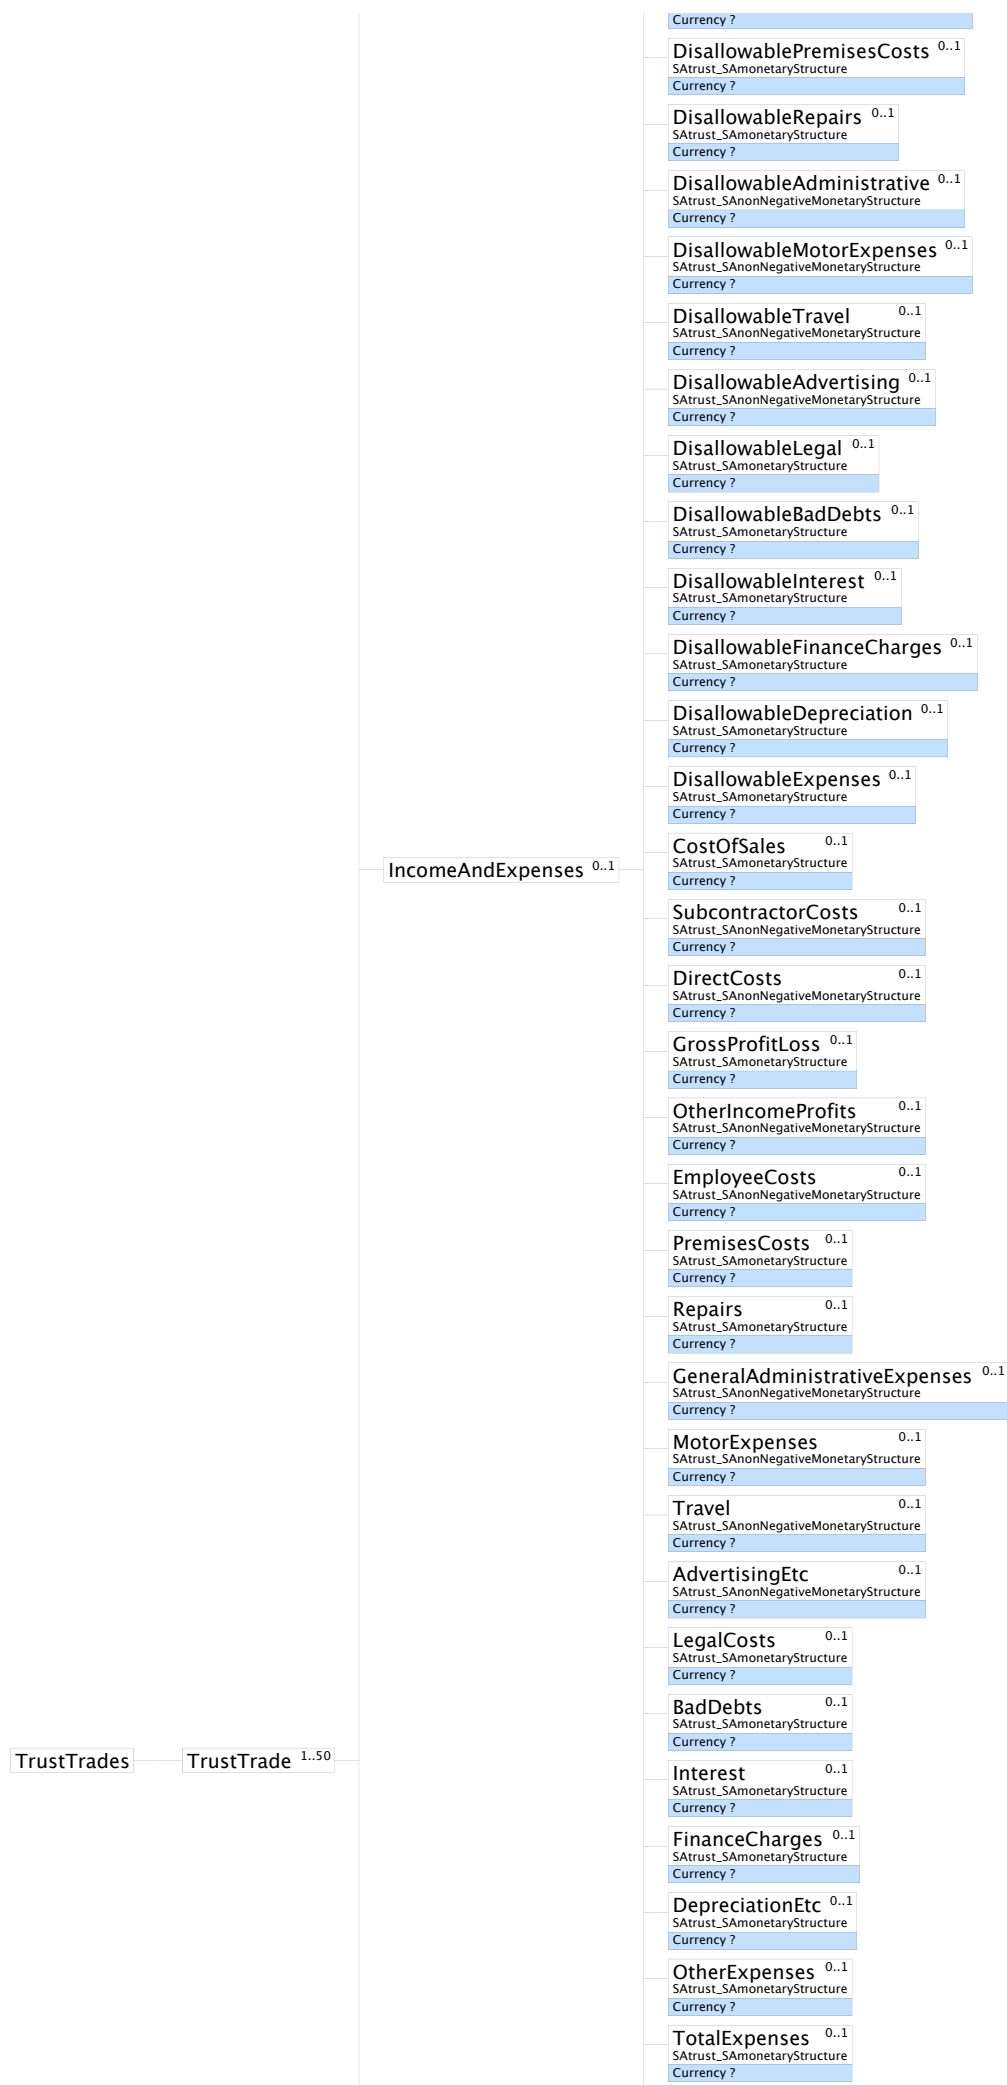 Currency ?
DisallowablePremisesCosts 0..1
SAtrust_SAmonetaryStructure
Currency ?
DisallowableRepairs 0..1
SAtrust_SAmonetaryStructure
Currency ?
DisallowableAdministrative 0..1
SAtrust_SAnonNegativeMonetaryStructure
Currency ?
DisallowableMotorExpenses 0..1
SAtrust_SAnonNegativeMonetaryStructure
Currency ?
DisallowableTravel 0..1
SAtrust_SAnonNegativeMonetaryStructure
Currency ?
DisallowableAdvertising 0..1
SAtrust_SAnonNegativeMonetaryStructure
Currency ?
DisallowableLegal 0..1
SAtrust_SAmonetaryStructure
Currency ?
DisallowableBadDebts 0..1
SAtrust_SAmonetaryStructure
Currency ?
DisallowableInterest 0..1
SAtrust_SAmonetaryStructure
Currency ?
DisallowableFinanceCharges 0..1
SAtrust_SAmonetaryStructure
Currency ?
DisallowableDepreciation 0..1
SAtrust_SAmonetaryStructure
Currency ?
DisallowableExpenses 0..1
SAtrust_SAmonetaryStructure
Currency ?
CostOfSales 0..1
SAtrust_SAmonetaryStructure
IncomeAndExpenses 0..1
Currency ?
SubcontractorCosts 0..1
SAtrust_SAnonNegativeMonetaryStructure
Currency ?
DirectCosts 0..1
SAtrust_SAnonNegativeMonetaryStructure
Currency ?
GrossProfitLoss 0..1
SAtrust_SAmonetaryStructure
Currency ?
OtherIncomeProfits 0..1
SAtrust_SAnonNegativeMonetaryStructure
Currency ?
EmployeeCosts 0..1
SAtrust_SAnonNegativeMonetaryStructure
Currency ?
PremisesCosts 0..1
SAtrust_SAmonetaryStructure
Currency ?
Repairs 0..1
SAtrust_SAmonetaryStructure
Currency ?
GeneralAdministrativeExpenses 0..1
SAtrust_SAnonNegativeMonetaryStructure
Currency ?
MotorExpenses 0..1
SAtrust_SAnonNegativeMonetaryStructure
Currency ?
Travel 0..1
SAtrust_SAnonNegativeMonetaryStructure
Currency ?
AdvertisingEtc 0..1
SAtrust_SAnonNegativeMonetaryStructure
Currency ?
LegalCosts 0..1
SAtrust_SAmonetaryStructure
Currency ?
BadDebts 0..1
SAtrust_SAmonetaryStructure
Currency ?
TrustTrades
TrustTrade 1..50
Interest 0..1
SAtrust_SAmonetaryStructure
Currency ?
FinanceCharges 0..1
SAtrust_SAmonetaryStructure
Currency ?
DepreciationEtc 0..1
SAtrust_SAmonetaryStructure
Currency ?
OtherExpenses 0..1
SAtrust_SAmonetaryStructure
Currency ?
TotalExpenses 0..1
SAtrust_SAmonetaryStructure
Currency ?